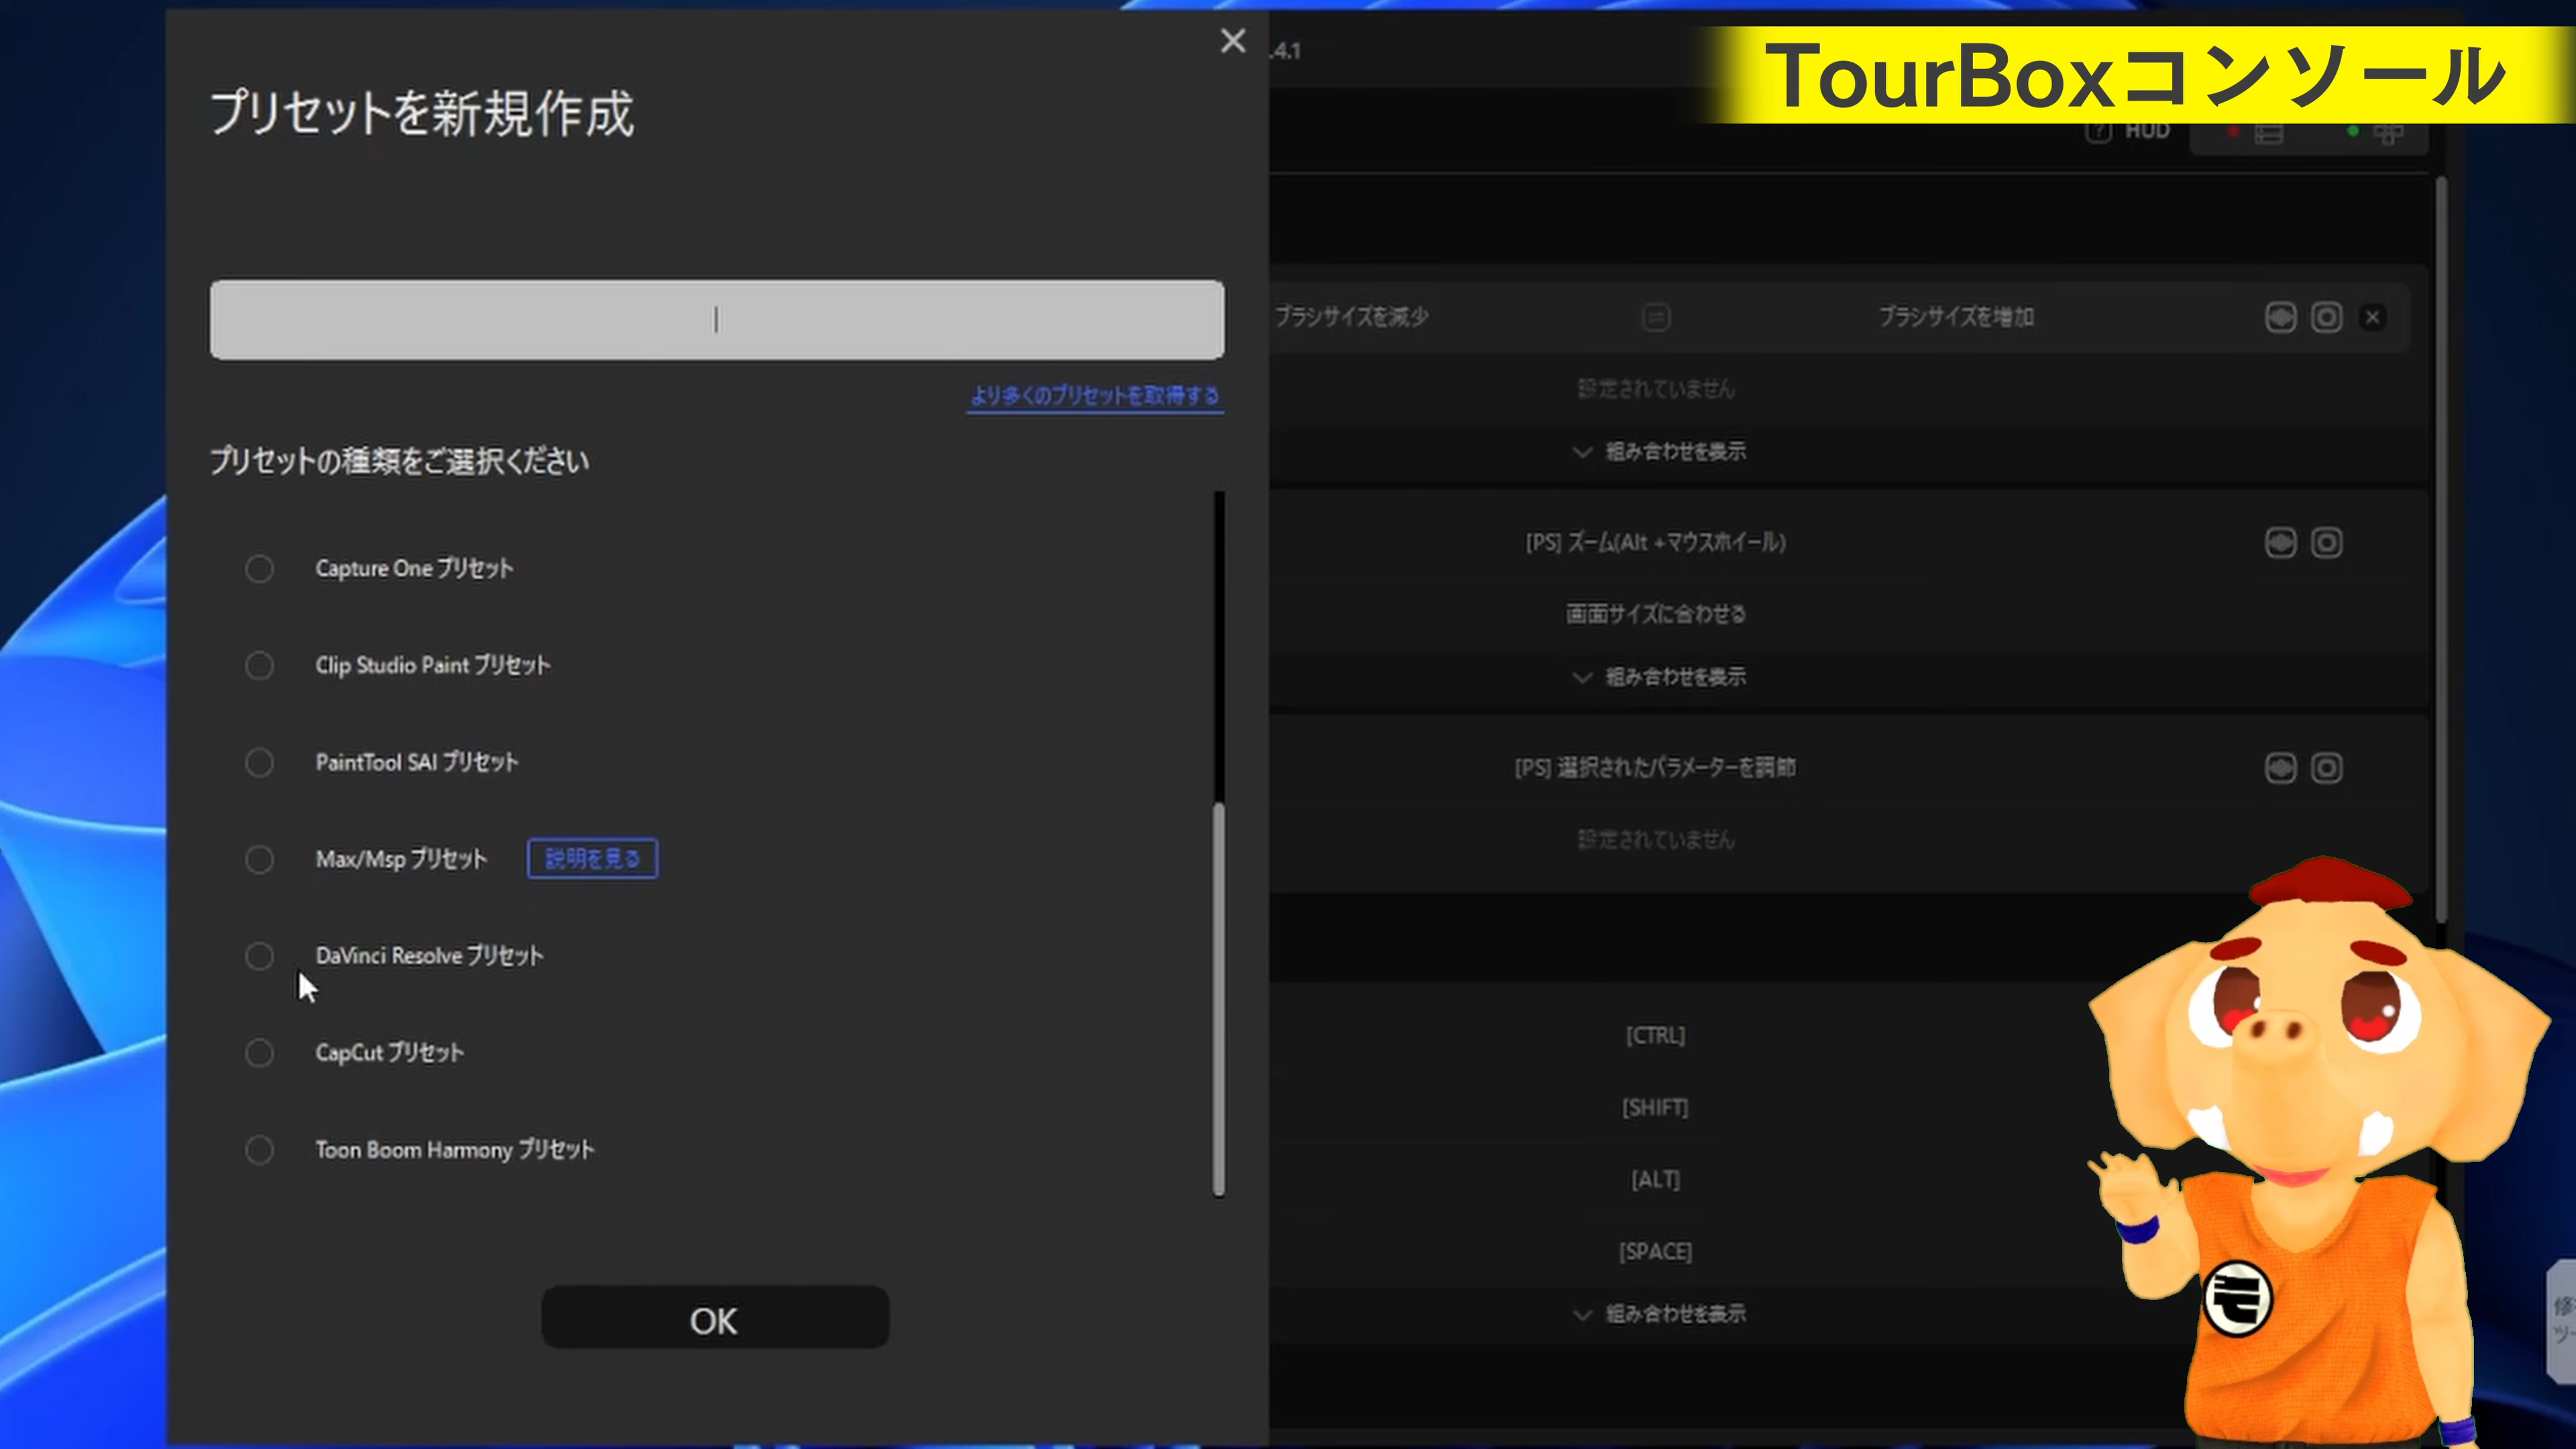 TourBoxコンソール
.4.1
HUD
プリセットを新規作成
より多くのプリセットを取得する
プリセットの種類をご選択ください
Capture One プリセット
Clip Studio Paint プリセット
PaintTool SAI プリセット
Max/Msp プリセット 説明を見る
DaVinci Resolve プリセット
CapCut プリセット
Toon Boom Harmony プリセット
OK
ブラシサイズを減少 ブラシサイズを増加
設定されていません
組み合わせを表示
[PS] ズーム(Alt +マウスホイール)
画面サイズに合わせる
組み合わせを表示
[PS] 選択されたパラメーターを調節
設定されていません
[CTRL]
[SHIFT]
[ALT]
[SPACE]
組み合わせを表示
モ